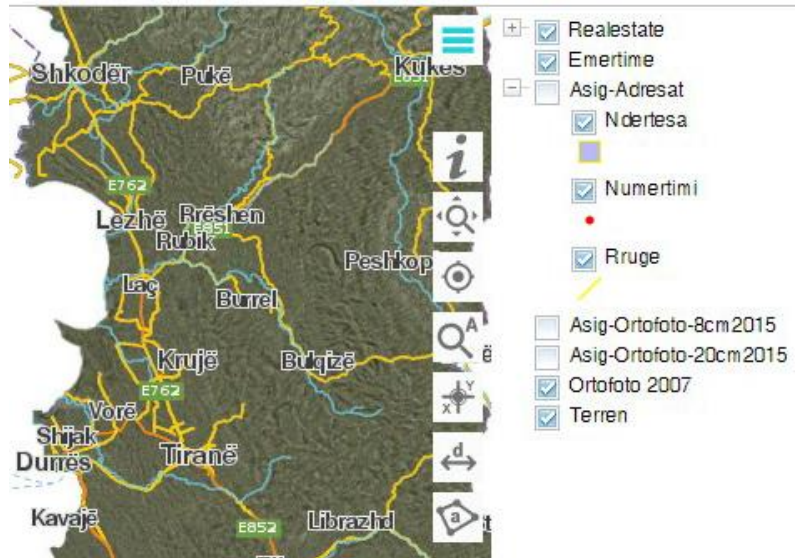 Shkodër
Pukë
Kukës
E851
E762
Lezhë
Rrëshen
E851
Rubik
Peshkop
Laç
Burrel
Krujë
Bulqizë
E762
Vorë
Shijak
Durrës
Tiranë
Kavajë
E852
Librazhd
i
A
x Y
d
a
Realestate
Emertime
Asig-Adresat
Ndertesa
Numertimi
Rruge
Asig-Ortofoto-8cm2015
Asig-Ortofoto-20cm2015
Ortofoto 2007
Terren